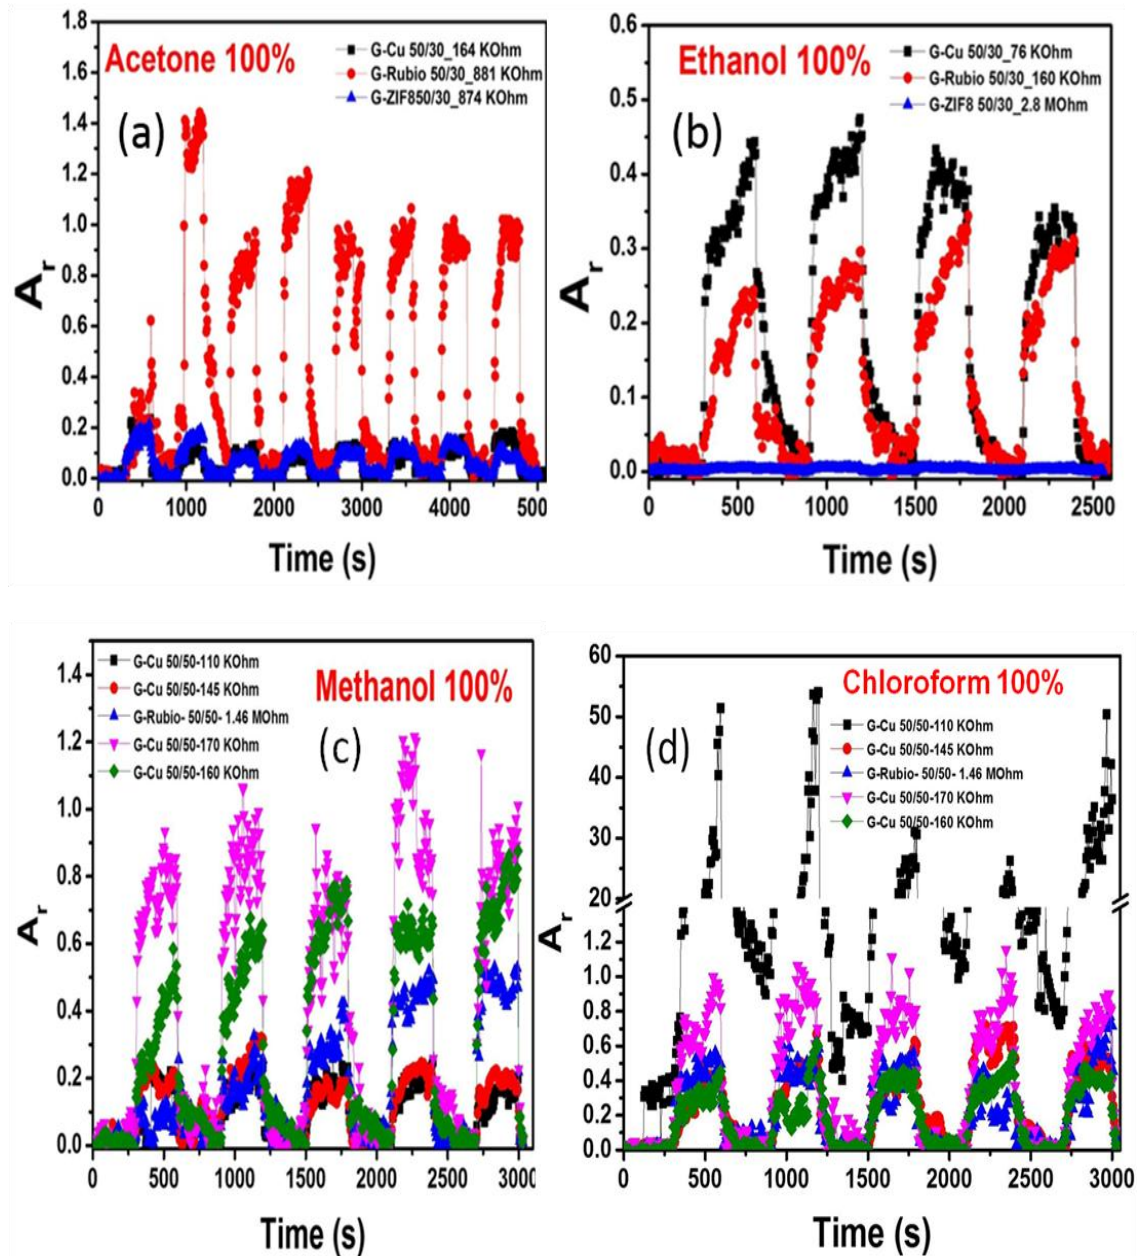 Acetone 100%
G-Cu 50/30_164 KOhm
G-Rubio 50/30_881 KOhm
G-ZIF850/30_874 KOhm
(a)
1.8
1.6
1.4
1.2
1.0
0.8
0.6
0.4
0.2
0.0
Ar
0 1000 2000 3000 4000 5000
Time (s)
Ethanol 100%
G-Cu 50/30_76 KOhm
G-Rubio 50/30_160 KOhm
G-ZIF8 50/30_2.8 MOhm
(b)
0.6
0.5
0.4
0.3
0.2
0.1
0.0
Ar
0 500 1000 1500 2000 2500
Time (s)
G-Cu 50/50-110 KOhm
G-Cu 50/50-145 KOhm
G-Rubio- 50/50- 1.46 MOhm
G-Cu 50/50-170 KOhm
G-Cu 50/50-160 KOhm
Methanol 100%
(c)
1.4
1.2
1.0
0.8
0.6
0.4
0.2
0.0
Ar
0 500 1000 1500 2000 2500 3000
Time (s)
Chloroform 100%
G-Cu 50/50-110 KOhm
G-Cu 50/50-145 KOhm
G-Rubio- 50/50- 1.46 MOhm
G-Cu 50/50-170 KOhm
G-Cu 50/50-160 KOhm
(d)
60
50
40
30
20
1.2
1.0
0.8
0.6
0.4
0.2
0.0
Ar
0 500 1000 1500 2000 2500 3000
Time (s)